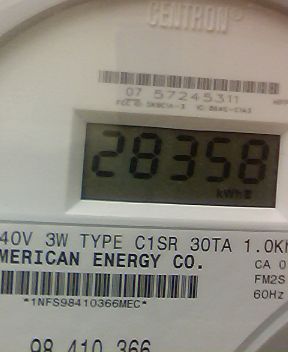 CENTRON®
07 57245311
28358
kWh
40V 3W TYPE C1SR 30TA 1.0K
MERICAN ENERGY CO.
CA 0
FM2S
60Hz
*1NFS98410366MEC*
98 410 366